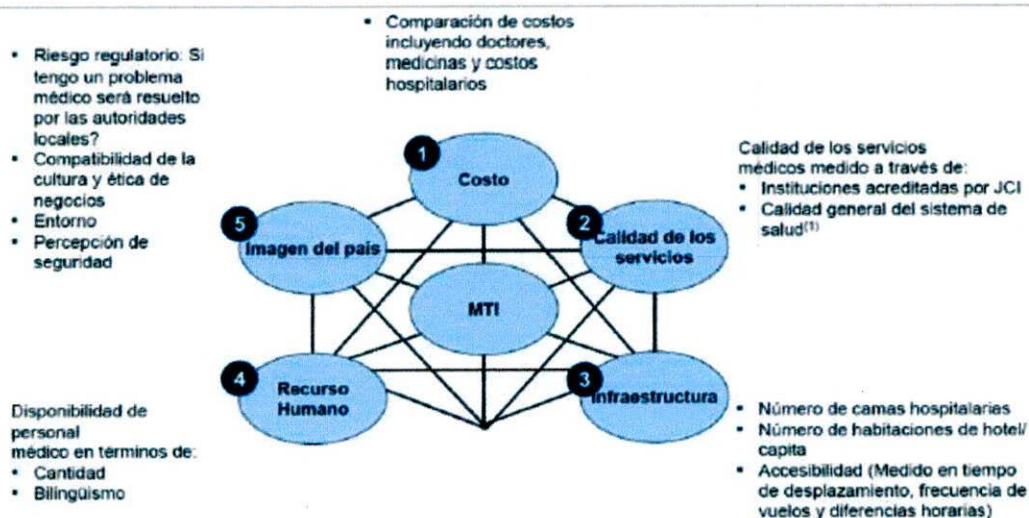 • Comparación de costos
incluyendo doctores,
medicinas y costos
hospitalarios
• Riesgo regulatorio: Si
tengo un problema
médico será resuelto
por las autoridades
locales?
• Compatibilidad de la
cultura y ética de
negocios
• Entorno
• Percepción de
seguridad
1
Costo
Calidad de los servicios
médicos medido a través de:
• Instituciones acreditadas por JCI
• Calidad general del sistema de
salud(1)
5
Imagen del país
2
Calidad de los
servicios
MTI
4
Recurso
Humano
3
Infraestructura
Disponibilidad de
personal
médico en términos de:
• Cantidad
• Bilingüismo
• Número de camas hospitalarias
• Número de habitaciones de hotel/
capita
• Accesibilidad (Medido en tiempo
de desplazamiento, frecuencia de
vuelos y diferencias horarias)